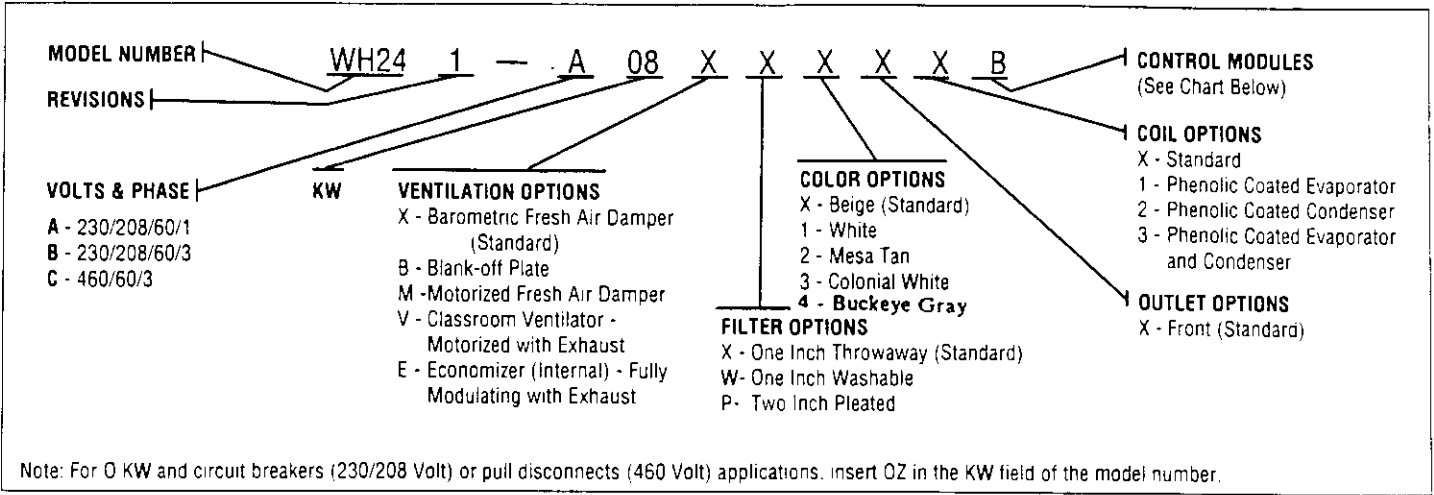 MODEL NUMBER
WH24 1 — A 08 X X X X X B
REVISIONS
CONTROL MODULES
(See Chart Below)
COIL OPTIONS
X - Standard
1 - Phenolic Coated Evaporator
2 - Phenolic Coated Condenser
3 - Phenolic Coated Evaporator
and Condenser
OUTLET OPTIONS
X - Front (Standard)
VOLTS & PHASE
A - 230/208/60/1
B - 230/208/60/3
C - 460/60/3
KW
VENTILATION OPTIONS
X - Barometric Fresh Air Damper
(Standard)
B - Blank-off Plate
M -Motorized Fresh Air Damper
V - Classroom Ventilator -
Motorized with Exhaust
E - Economizer (Internal) - Fully
Modulating with Exhaust
COLOR OPTIONS
X - Beige (Standard)
1 - White
2 - Mesa Tan
3 - Colonial White
4 - Buckeye Gray
FILTER OPTIONS
X - One Inch Throwaway (Standard)
W- One Inch Washable
P- Two Inch Pleated
Note: For O KW and circuit breakers (230/208 Volt) or pull disconnects (460 Volt) applications. insert OZ in the KW field of the model number.